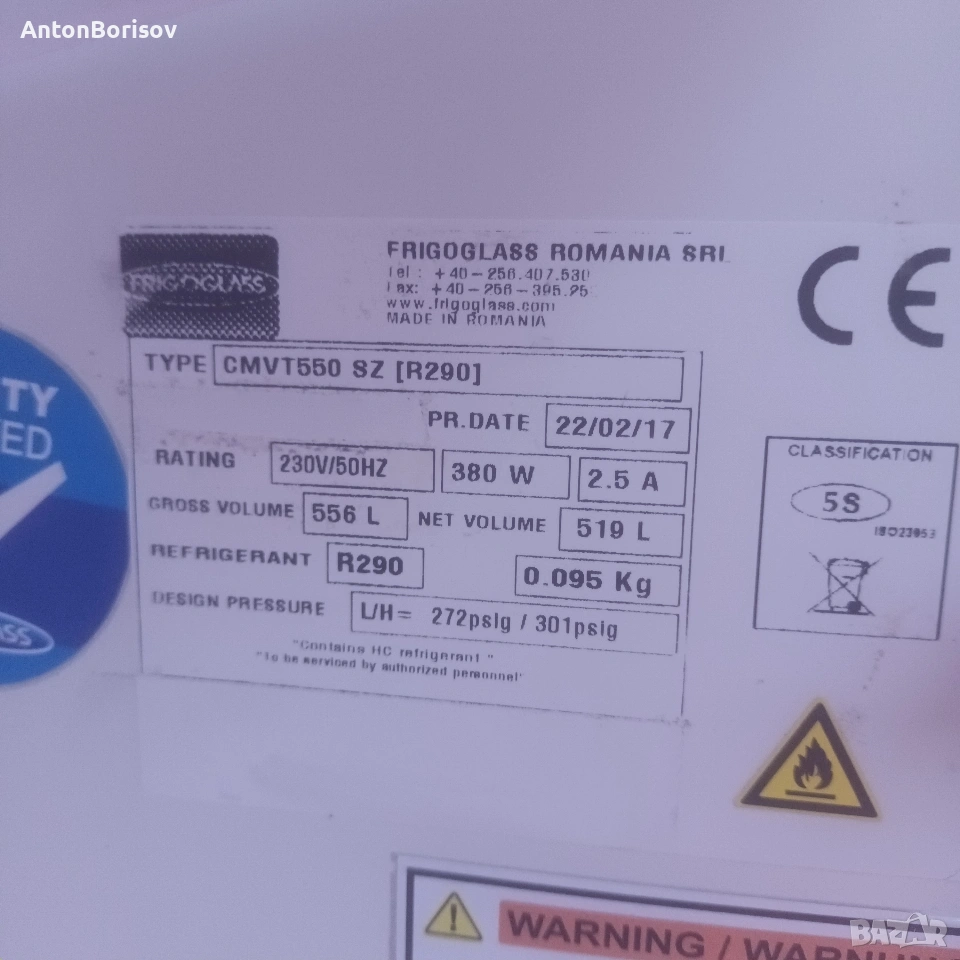 AntonBorisov
FRIGOGLASS
FRIGOGLASS ROMANIA SRL
Tel : +40-256.407.530
Fax: +40-256-395.25
www.frigoglass.com
MADE IN ROMANIA
CE
TYPE CMVT550 SZ [R290]
PR.DATE 22/02/17
RATING 230V/50HZ 380 W 2.5 A
GROSS VOLUME 556 L NET VOLUME 519 L
REFRIGERANT R290 0.095 Kg
DESIGN PRESSURE L/H= 272psig / 301psig
"Contains HC refrigerant "
"To be serviced by authorized personnel"
CLASSIFICATION
5S
ISO23953
TY
ED
SS
WARNING / WARNUNG
BAZAR